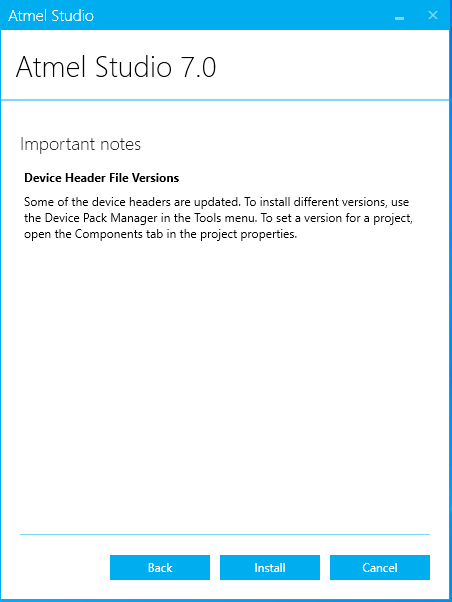 Atmel Studio
Atmel Studio 7.0
Important notes
Device Header File Versions
Some of the device headers are updated. To install different versions, use
the Device Pack Manager in the Tools menu. To set a version for a project,
open the Components tab in the project properties.
Back Install Cancel